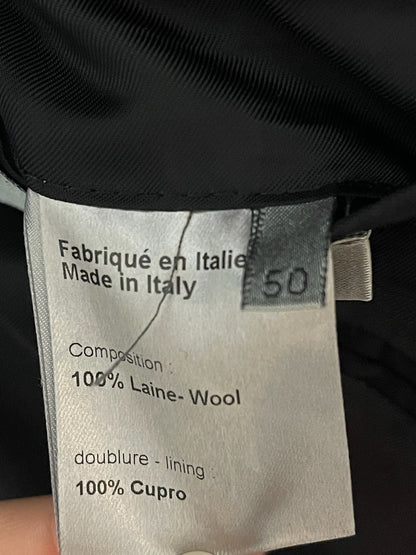 Fabriqué en Italie
Made in Italy
50
Composition :
100% Laine- Wool
doublure - lining :
100% Cupro